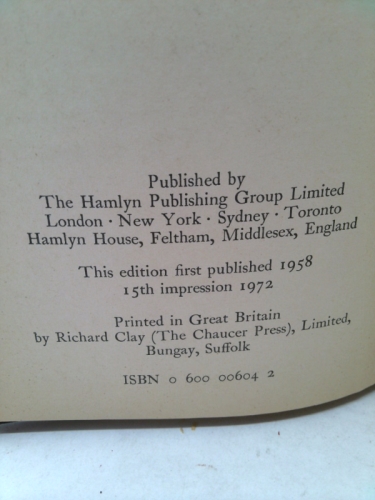 Published by
The Hamlyn Publishing Group Limited
London · New York · Sydney · Toronto
Hamlyn House, Feltham, Middlesex, England
This edition first published 1958
15th impression 1972
Printed in Great Britain
by Richard Clay (The Chaucer Press), Limited,
Bungay, Suffolk
ISBN 0 600 00604 2